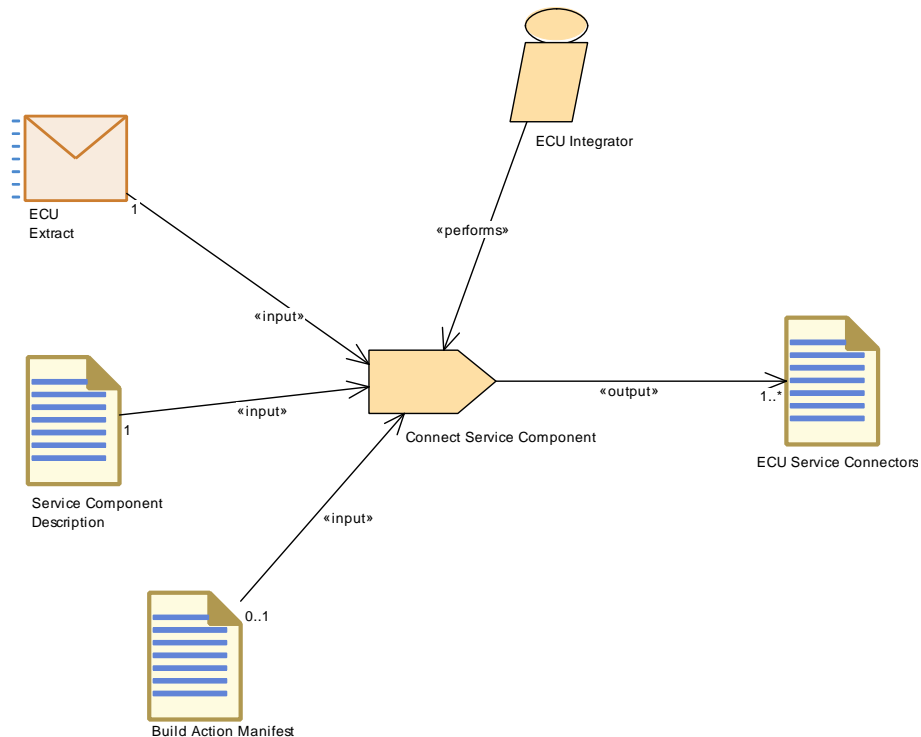 ECU Integrator
«performs»
1
ECU
Extract
«input»
«input»
1
Service Component
Description
Connect Service Component
«output»
1..*
ECU Service Connectors
«input»
0..1
Build Action Manifest